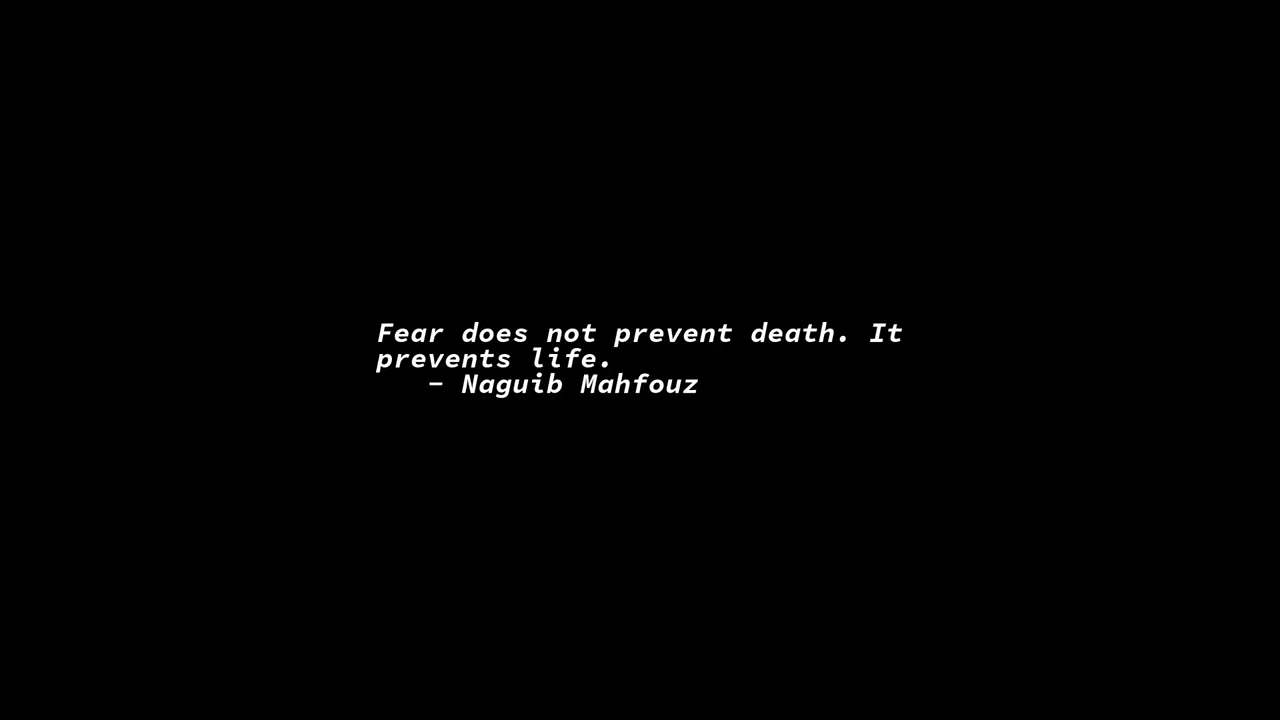 Fear does not prevent death. It
prevents life.
– Naguib Mahfouz